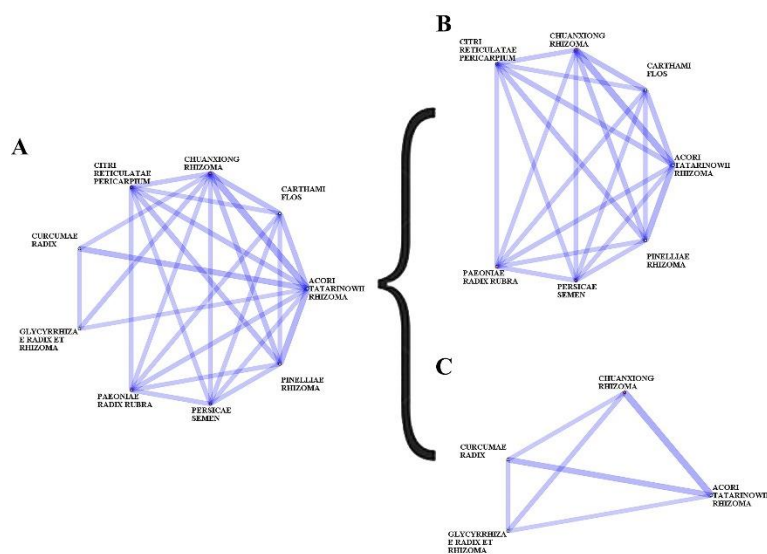 A
CITRI
RETICULATAE
PERICARPIUM
CHUANXIONG
RHIZOMA
CARTHAMI
FLOS
CURCUMAE
RADIX
ACORI
TATARINOWII
RHIZOMA
GLYCYRRHIZA
E RADIX ET
RHIZOMA
PINELLIAE
RHIZOMA
PAEONIAE
RADIX RUBRA
PERSICAE
SEMEN
B
CITRI
RETICULATAE
PERICARPIUM
CHUANXIONG
RHIZOMA
CARTHAMI
FLOS
ACORI
TATARINOWII
RHIZOMA
PINELLIAE
RHIZOMA
PAEONIAE
RADIX RUBRA
PERSICAE
SEMEN
C
CHUANXIONG
RHIZOMA
CURCUMAE
RADIX
ACORI
TATARINOWII
RHIZOMA
GLYCYRRHIZA
E RADIX ET
RHIZOMA